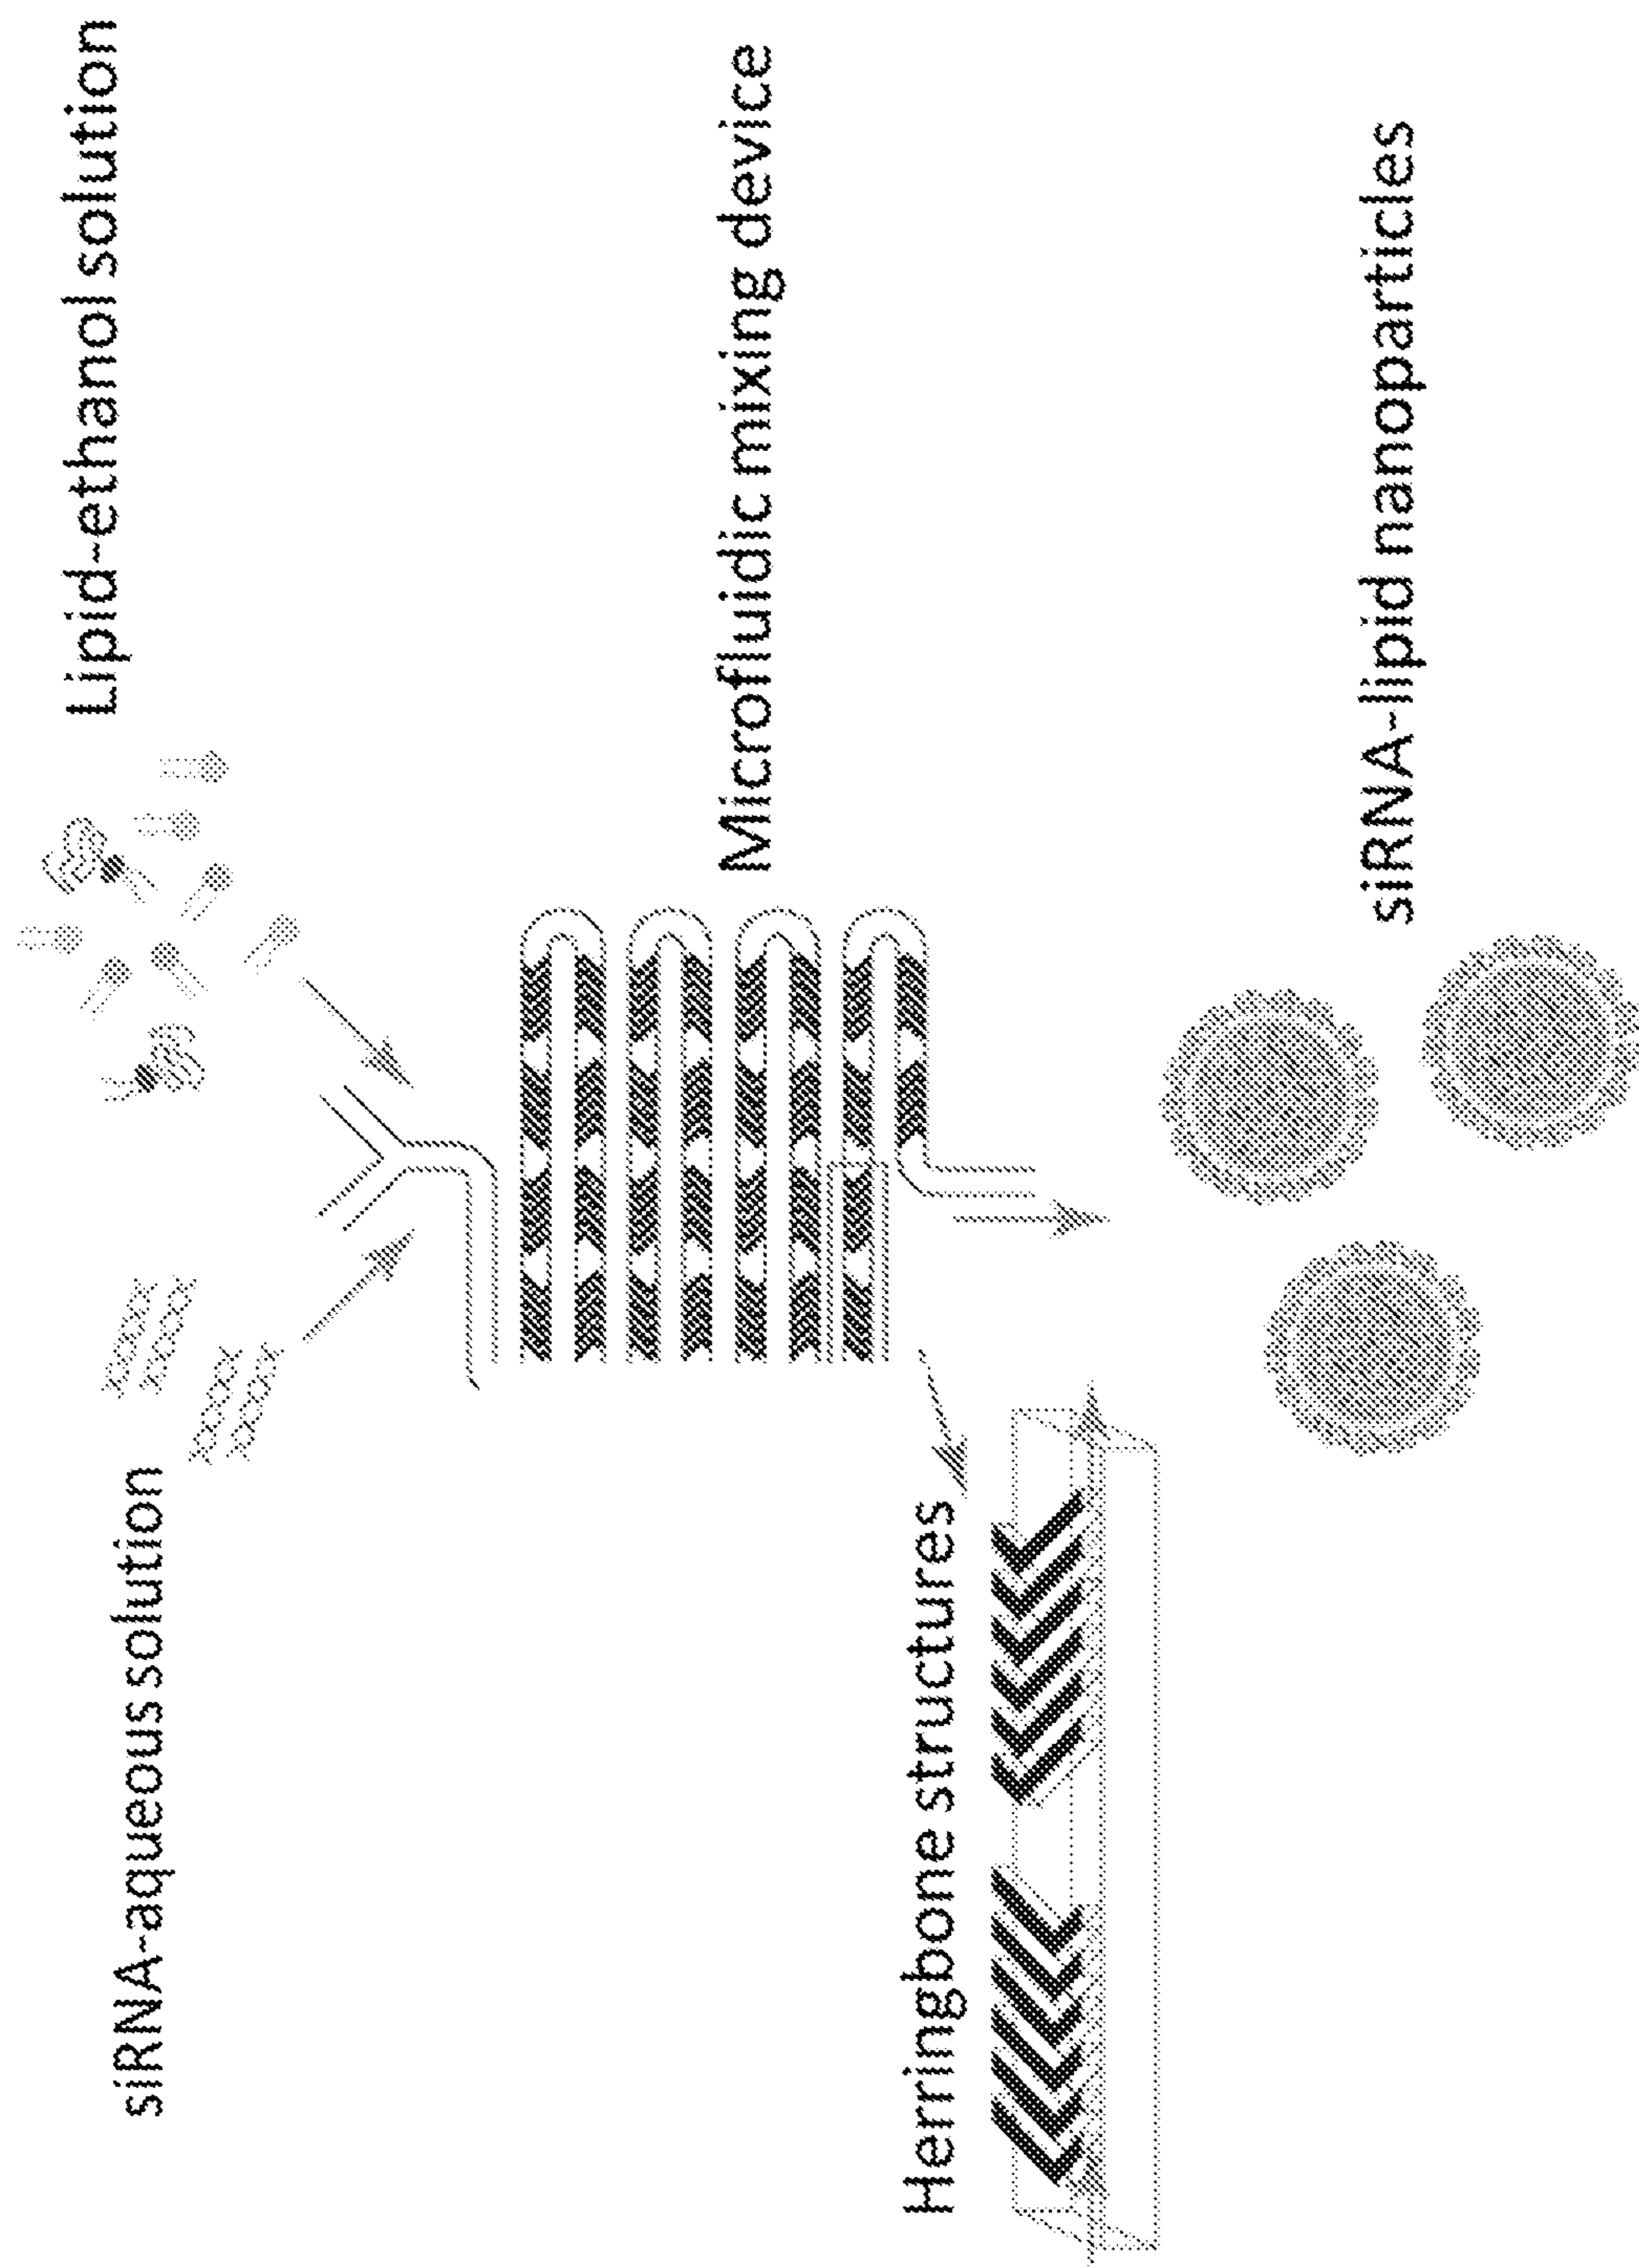 Lipid-ethanol solution
siRNA-aqueous solution
Microfluidic mixing device
Herringbone structures
siRNA-lipid nanoparticles